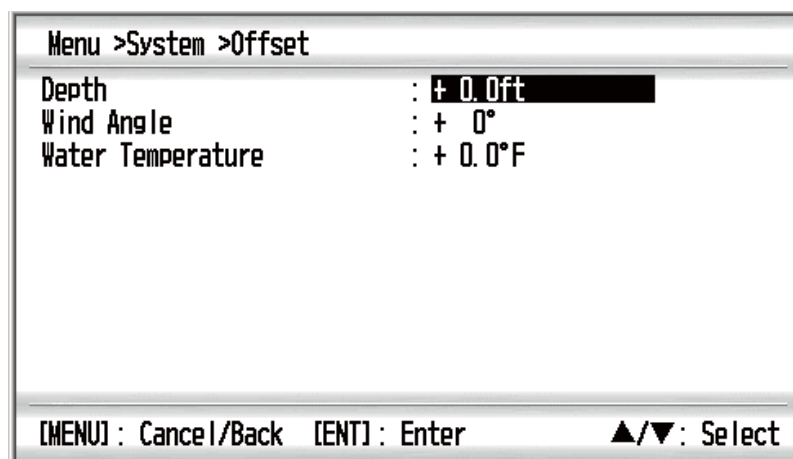 Menu >System >Offset
Depth : + 0.0ft
Wind Angle : + 0°
Water Temperature : + 0.0°F
[MENU] : Cancel/Back [ENT] : Enter ▲/▼ : Select